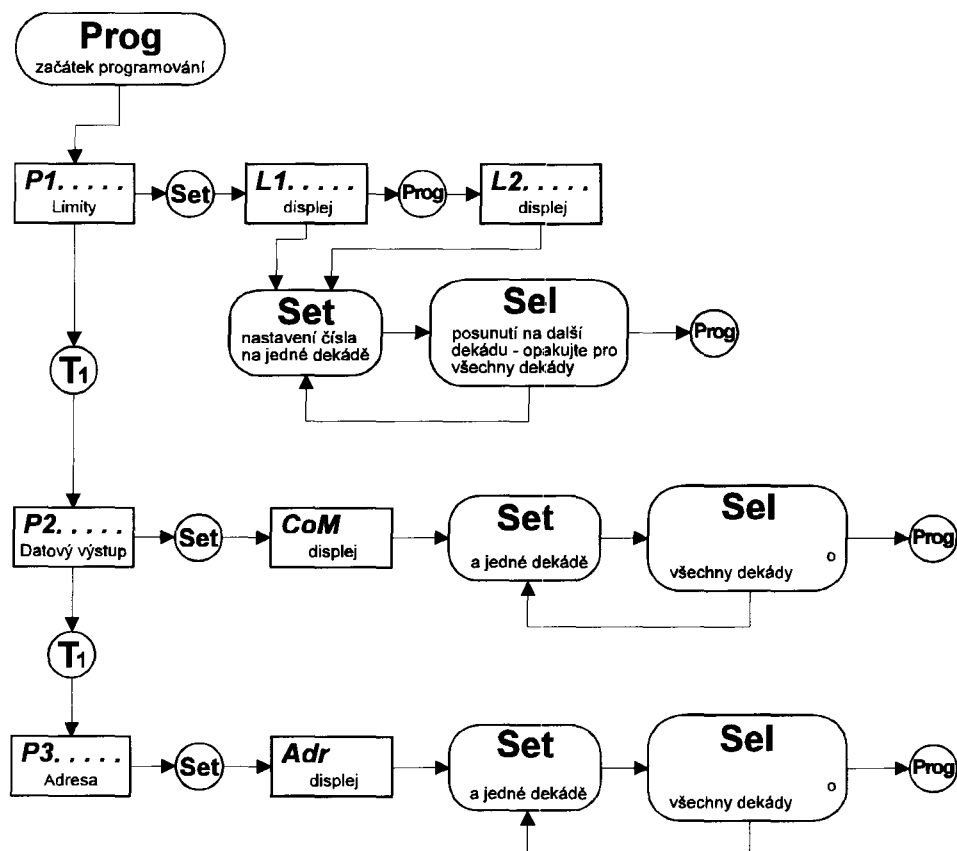 Prog
začátek programování
P1.....
Limity
Set
L1.....
displej
Prog
L2.....
displej
Set
nastavení čísla
na jedné dekádě
Sel
posunutí na další
dekádu - opakujte pro
všechny dekády
Prog
T1
P2.....
Datový výstup
Set
CoM
displej
Set
a jedné dekádě
Sel
o
všechny dekády
Prog
T1
P3.....
Adresa
Set
Adr
displej
Set
a jedné dekádě
Sel
o
všechny dekády
Prog